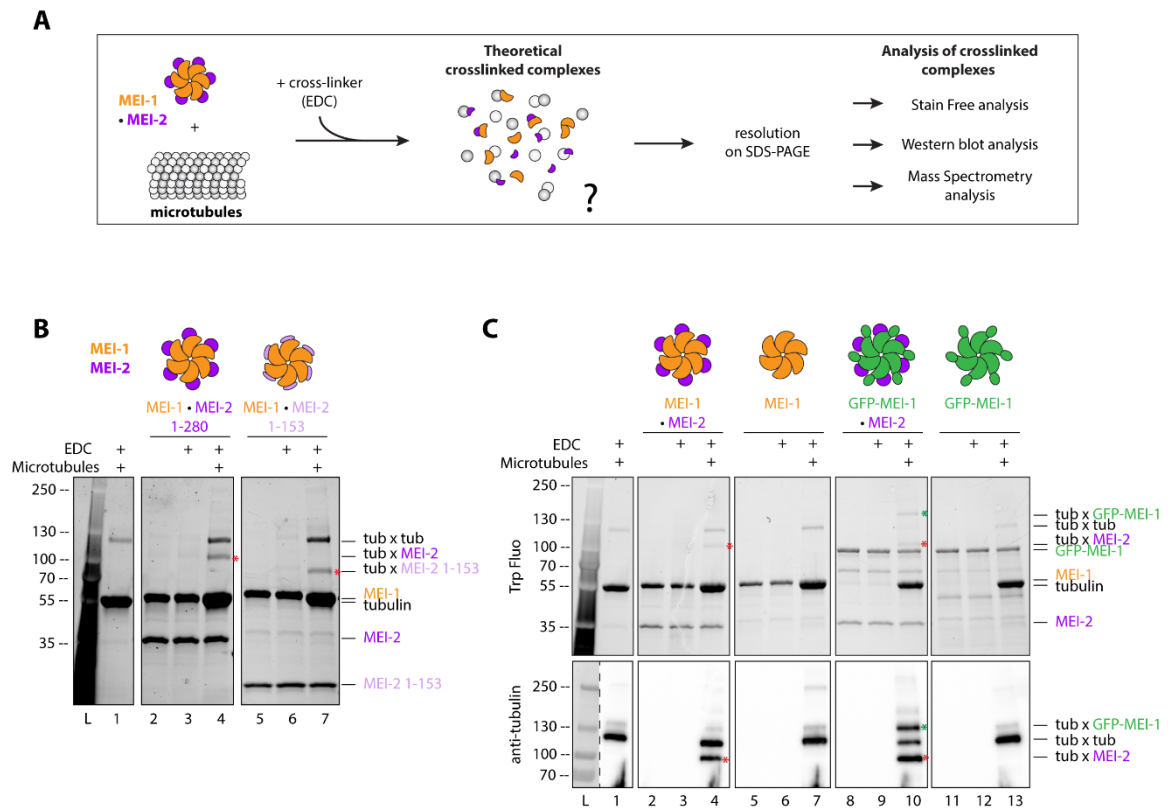 A
MEI-1
• MEI-2
+
microtubules
+ cross-linker
(EDC)
Theoretical
crosslinked complexes
?
resolution
on SDS-PAGE
Analysis of crosslinked
complexes
Stain Free analysis
Western blot analysis
Mass Spectrometry
analysis
B
MEI-1
MEI-2
MEI-1 • MEI-2
1-280
MEI-1 • MEI-2
1-153
EDC + + + + +
Microtubules + + +
250 --
130 --
100 --
70 --
55 --
35 --
tub x tub
tub x MEI-2
tub x MEI-2 1-153
MEI-1
tubulin
MEI-2
MEI-2 1-153
* *
L 1 2 3 4 5 6 7
C
MEI-1
• MEI-2
MEI-1
GFP-MEI-1
• MEI-2
GFP-MEI-1
EDC + + + + + + + + +
Microtubules + + + + +
Trp Fluo
250 --
130 --
100 --
70 --
55 --
35 --
* * *
tub x GFP-MEI-1
tub x tub
tub x MEI-2
GFP-MEI-1
MEI-1
tubulin
MEI-2
anti-tubulin
250 --
130 --
100 --
70 --
* * *
tub x GFP-MEI-1
tub x tub
tub x MEI-2
L 1 2 3 4 5 6 7 8 9 10 11 12 13